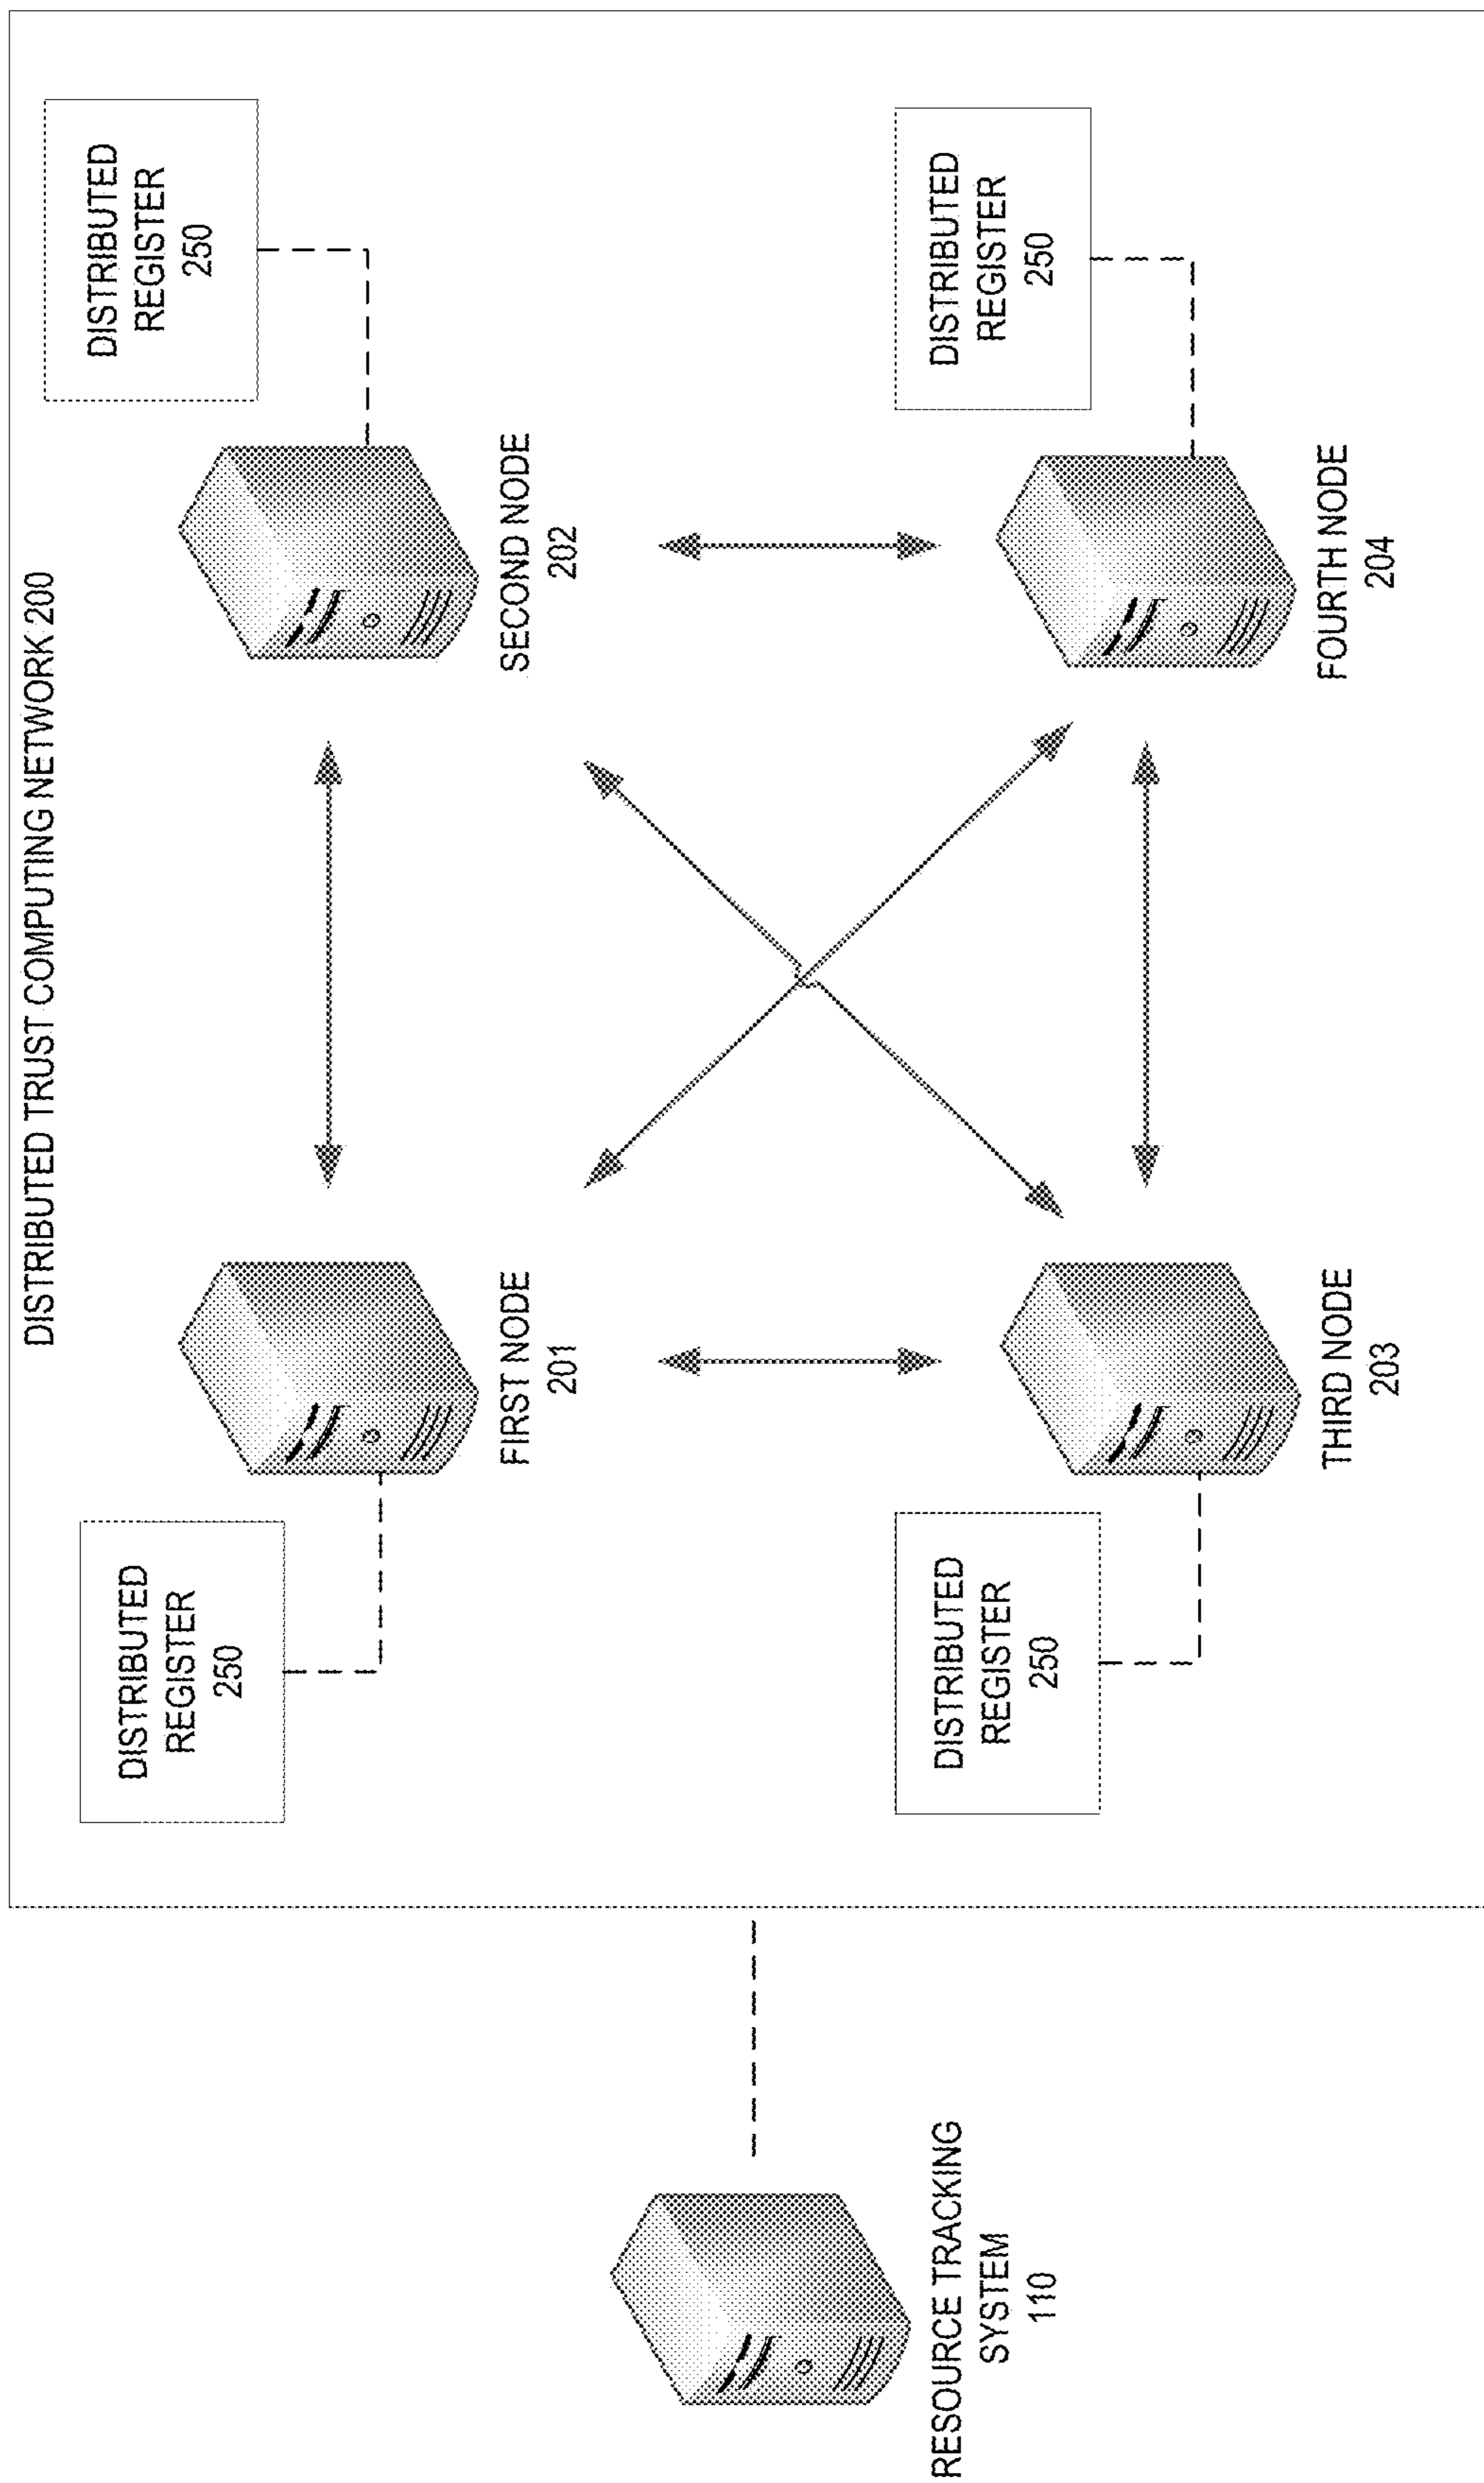 DISTRIBUTED TRUST COMPUTING NETWORK 200
DISTRIBUTED
REGISTER
250
FIRST NODE
201
SECOND NODE
202
DISTRIBUTED
REGISTER
250
RESOURCE TRACKING
SYSTEM
110
DISTRIBUTED
REGISTER
250
THIRD NODE
203
FOURTH NODE
204
DISTRIBUTED
REGISTER
250